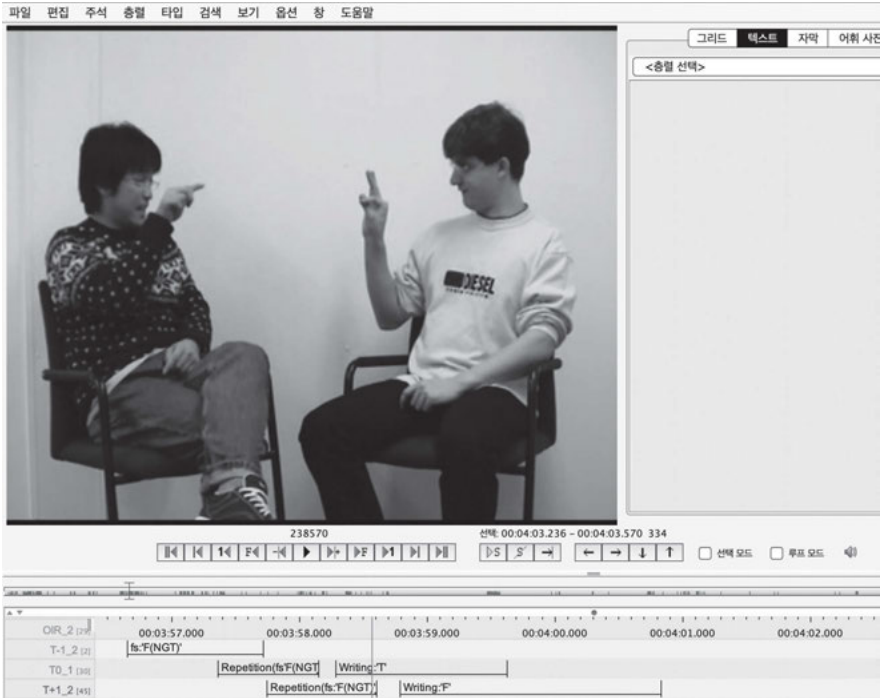 파일 편집 주석 층렬 타입 검색 보기 옵션 창 도움말
그리드 텍스트 자막 어휘 사전
<층렬 선택>
DIESEL
238570
선택: 00:04:03.236 – 00:04:03.570 334
선택 모드 루프 모드
00:03:57.000 00:03:58.000 00:03:59.000 00:04:00.000 00:04:01.000 00:04:02.000
OIR_2 [29]
T-1_2 [2] fs:'F(NGT)'
T0_1 [30] Repetition(fs'F(NGT) Writing:'T'
T+1_2 [45] Repetition(fs:'F(NGT)' Writing:'F'